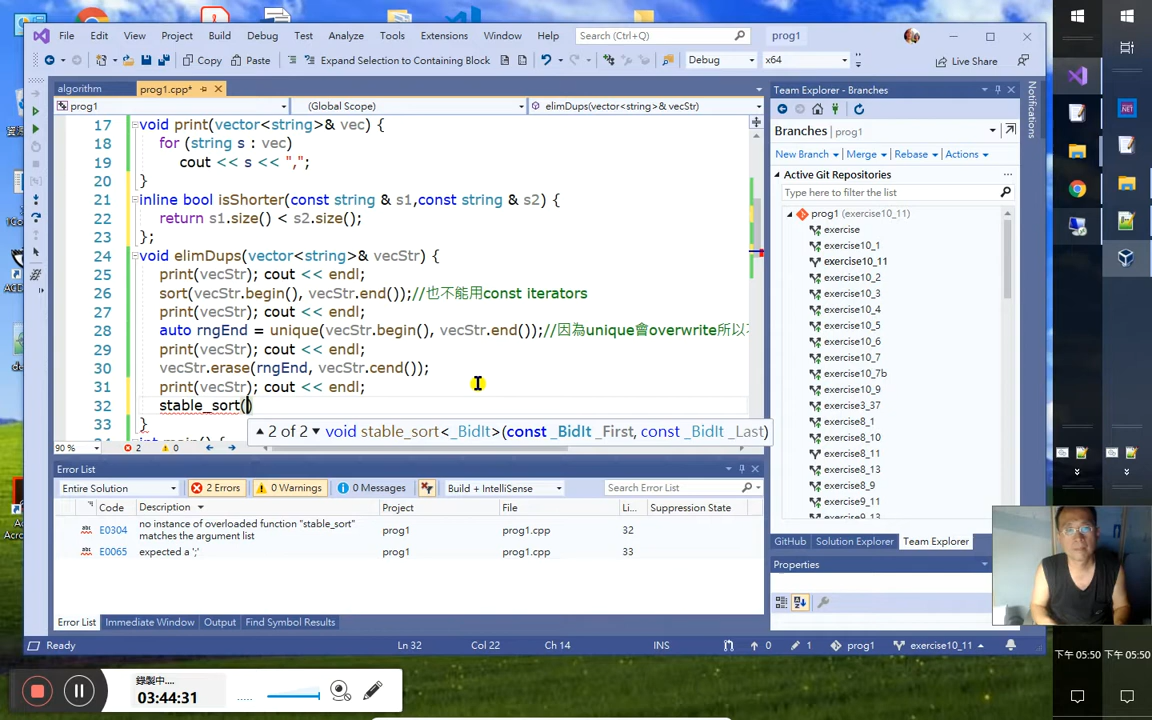 File Edit View Git Project Build Debug Test Analyze Tools Extensions Window Help Search (Ctrl+Q) prog1
Copy Paste Expand Selection to Containing Block Debug x64 Live Share
algorithm prog1.cpp*
prog1 (Global Scope) elimDups(vector<string>& vecStr)
17 void print(vector<string>& vec) {
18 for (string s : vec)
19 cout << s << ",";
20 }
21 inline bool isShorter(const string & s1,const string & s2) {
22 return s1.size() < s2.size();
23 };
24 void elimDups(vector<string>& vecStr) {
25 print(vecStr); cout << endl;
26 sort(vecStr.begin(), vecStr.end());//也不能用const iterators
27 print(vecStr); cout << endl;
28 auto rngEnd = unique(vecStr.begin(), vecStr.end());//因為unique會overwrite所以
29 print(vecStr); cout << endl;
30 vecStr.erase(rngEnd, vecStr.cend());
31 print(vecStr); cout << endl;
32 stable_sort()
33 }
▲ 2 of 2 ▼ void stable_sort<_BidIt>(const _BidIt _First, const _BidIt _Last)
90 % 2 0
Error List
Entire Solution 2 Errors 0 Warnings 0 Messages Build + IntelliSense Search Error List
Code Description Project File Li... Suppression State
E0304 no instance of overloaded function "stable_sort" matches the argument list prog1 prog1.cpp 32
E0065 expected a ';' prog1 prog1.cpp 33
Error List Immediate Window Output Find Symbol Results
Ready Ln 32 Col 22 Ch 14 INS 0 1 prog1 exercise10_11
Team Explorer - Branches
Branches prog1
New Branch Merge Rebase Actions
Active Git Repositories
Type here to filter the list
prog1 (exercise10_11)
exercise
exercise10_1
exercise10_11
exercise10_2
exercise10_3
exercise10_4
exercise10_5
exercise10_6
exercise10_7
exercise10_7b
exercise10_9
exercise3_37
exercise8_1
exercise8_10
exercise8_11
exercise8_13
exercise8_9
exercise9_11
exercise9_13
GitHub Solution Explorer Team Explorer
Properties
Notifications
錄製中...
03:44:31
下午 05:50 下午 05:50